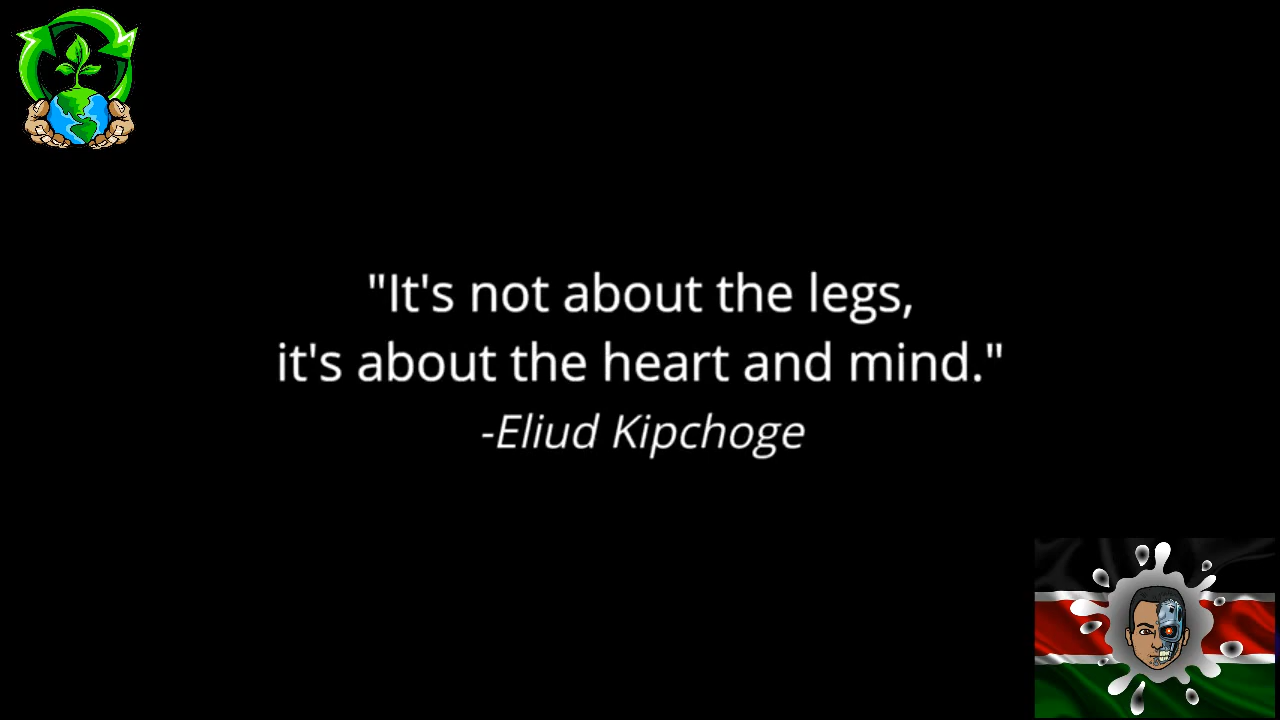 "It's not about the legs,
it's about the heart and mind."
-Eliud Kipchoge